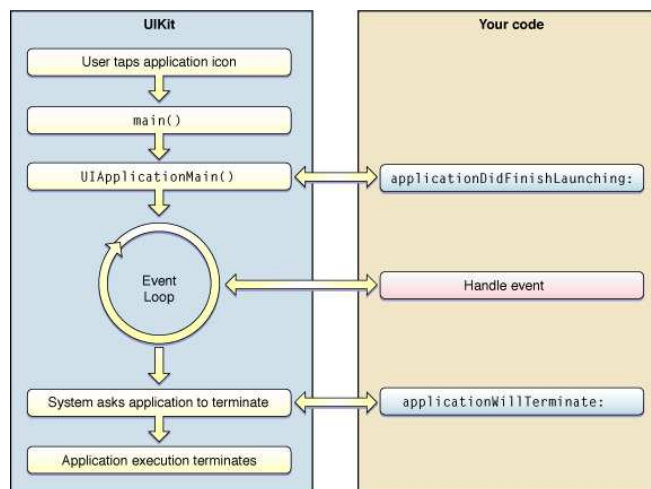 UIKit
Your code
User taps application icon
main()
UIApplicationMain()
applicationDidFinishLaunching:
Event
Loop
Handle event
System asks application to terminate
applicationWillTerminate:
Application execution terminates